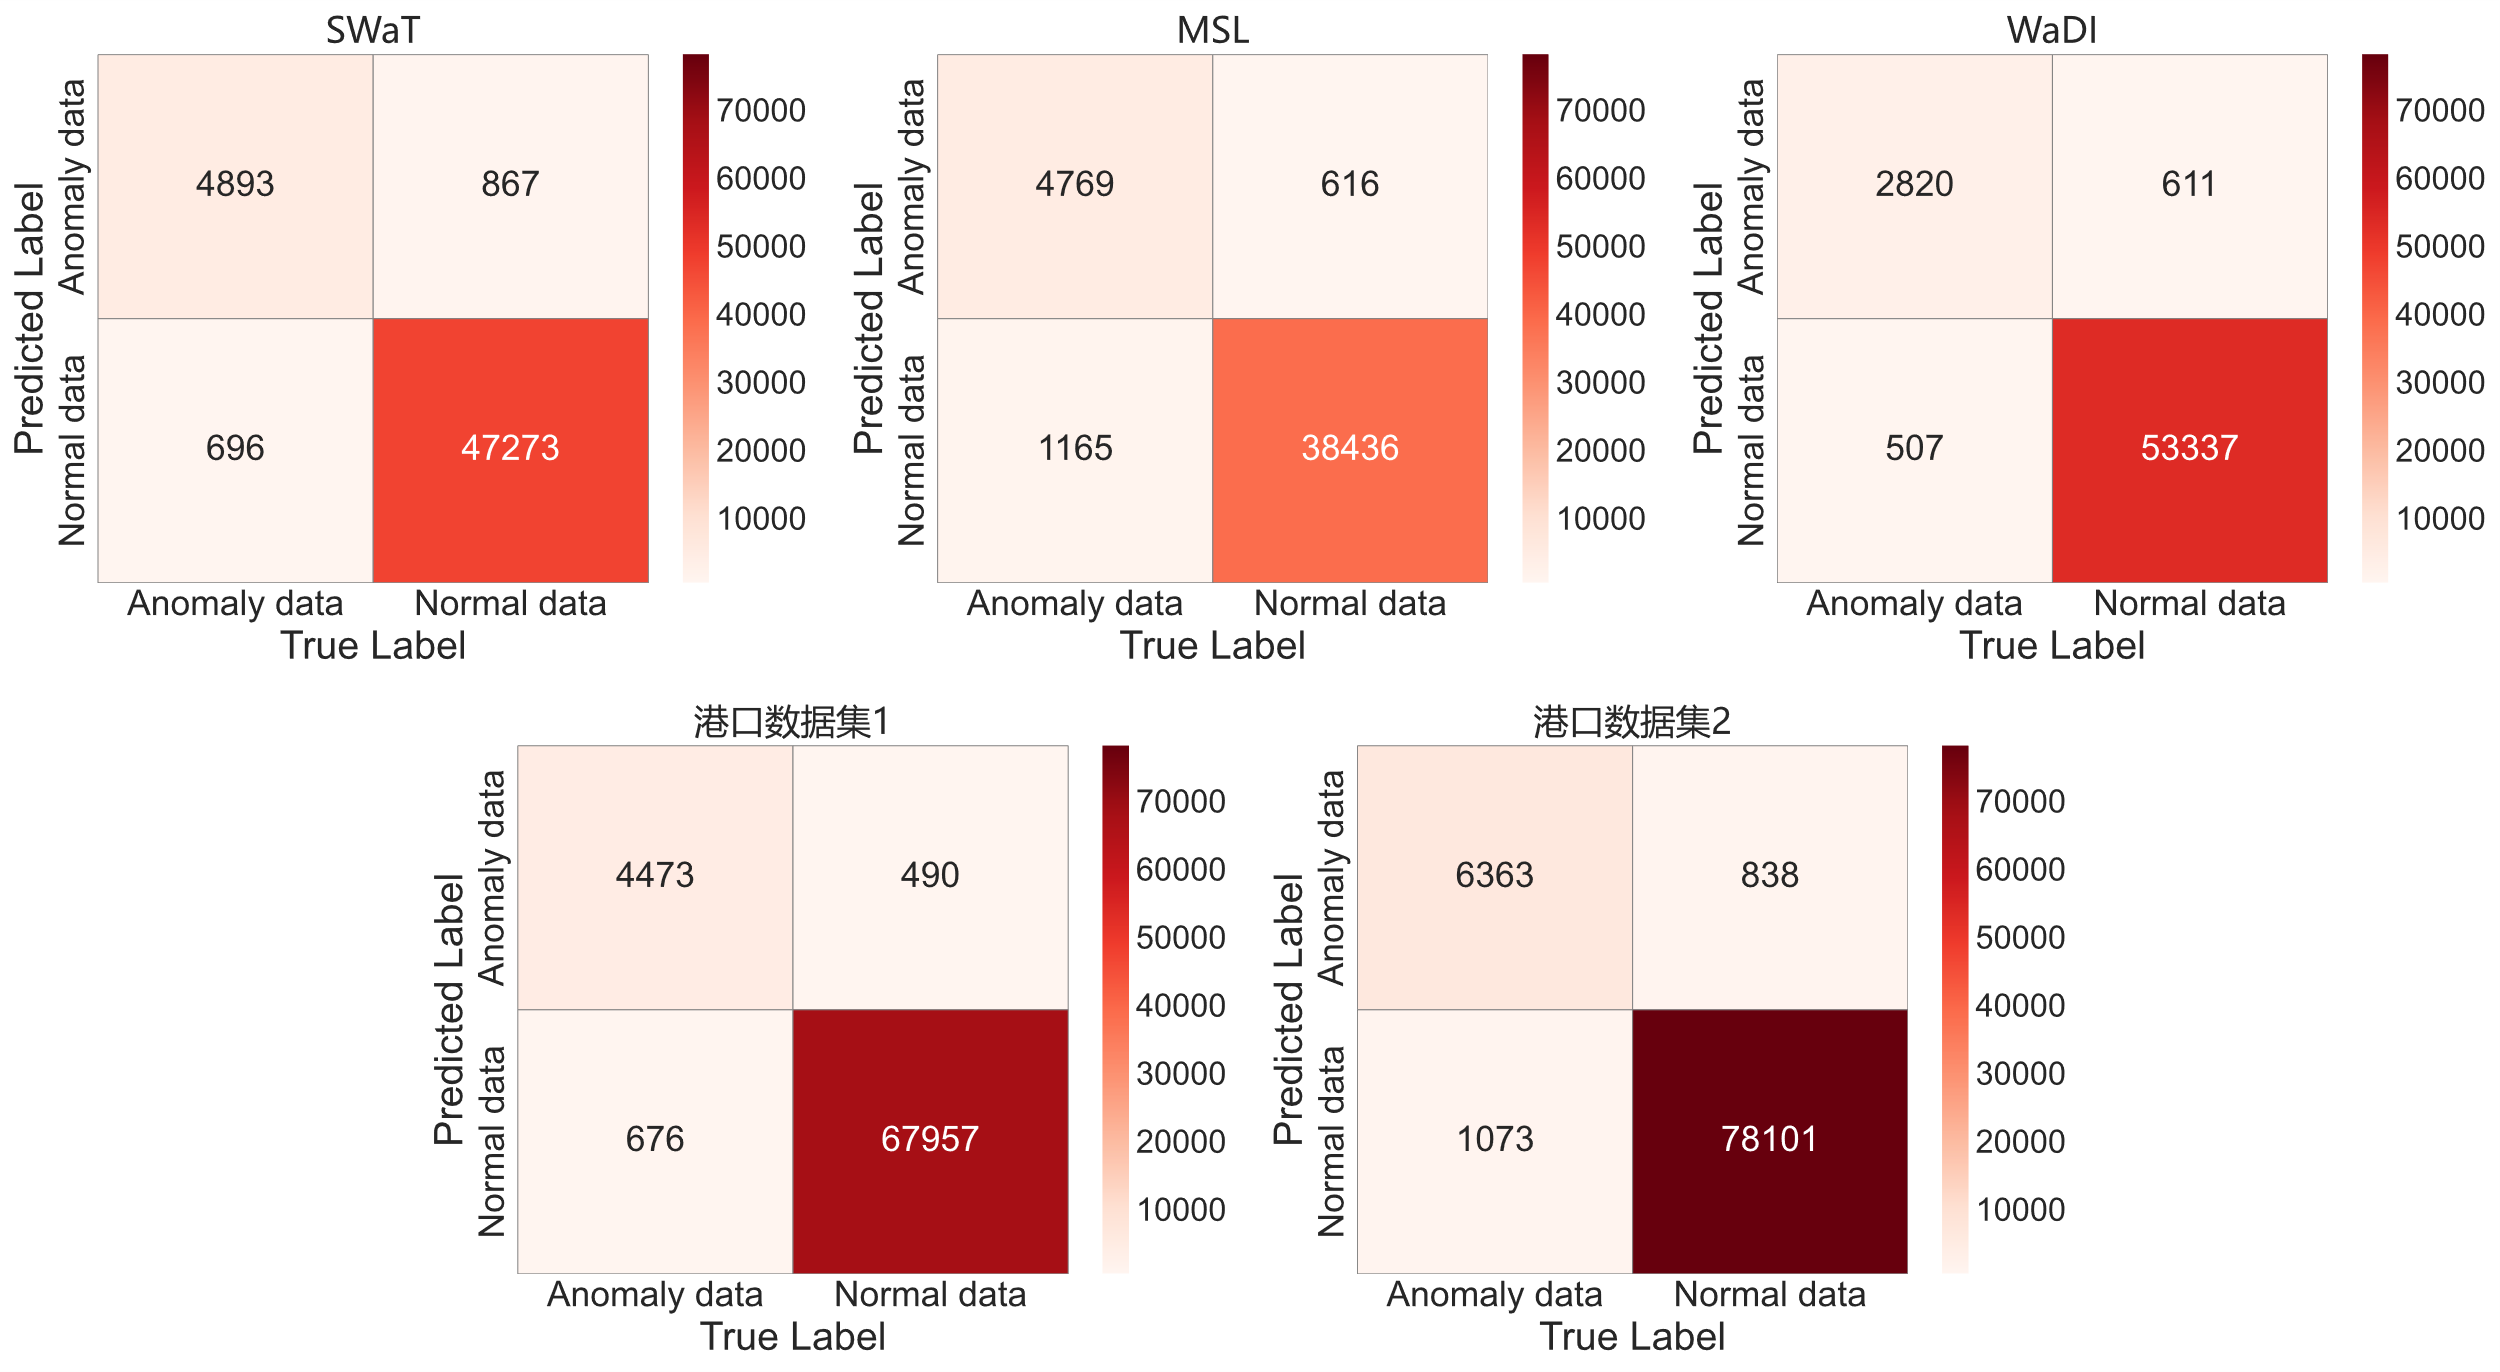 SWaT
Predicted Label
Anomaly data
Normal data
4893
867
696
47273
Anomaly data
Normal data
True Label
70000
60000
50000
40000
30000
20000
10000
MSL
Predicted Label
Anomaly data
Normal data
4769
616
1165
38436
Anomaly data
Normal data
True Label
70000
60000
50000
40000
30000
20000
10000
WaDI
Predicted Label
Anomaly data
Normal data
2820
611
507
53337
Anomaly data
Normal data
True Label
70000
60000
50000
40000
30000
20000
10000
港口数据集1
Predicted Label
Anomaly data
Normal data
4473
490
676
67957
Anomaly data
Normal data
True Label
70000
60000
50000
40000
30000
20000
10000
港口数据集2
Predicted Label
Anomaly data
Normal data
6363
838
1073
78101
Anomaly data
Normal data
True Label
70000
60000
50000
40000
30000
20000
10000